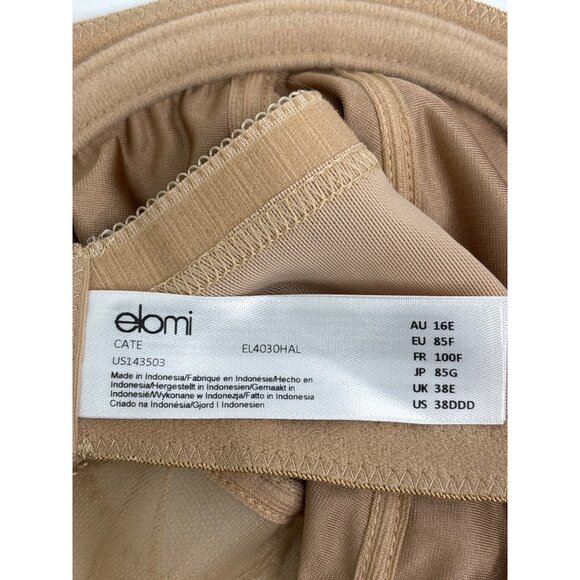 elomi
CATE EL4030HAL
US143503
Made in Indonesia/Fabriqué en Indonésie/Hecho en
Indonesia/Hergestellt in Indonesien/Gemaakt in
Indonesië/Wykonane w Indonezja/Fatto in Indonesia
Criado na Indonésia/Gjord I Indonesien
AU 16E
EU 85F
FR 100F
JP 85G
UK 38E
US 38DDD